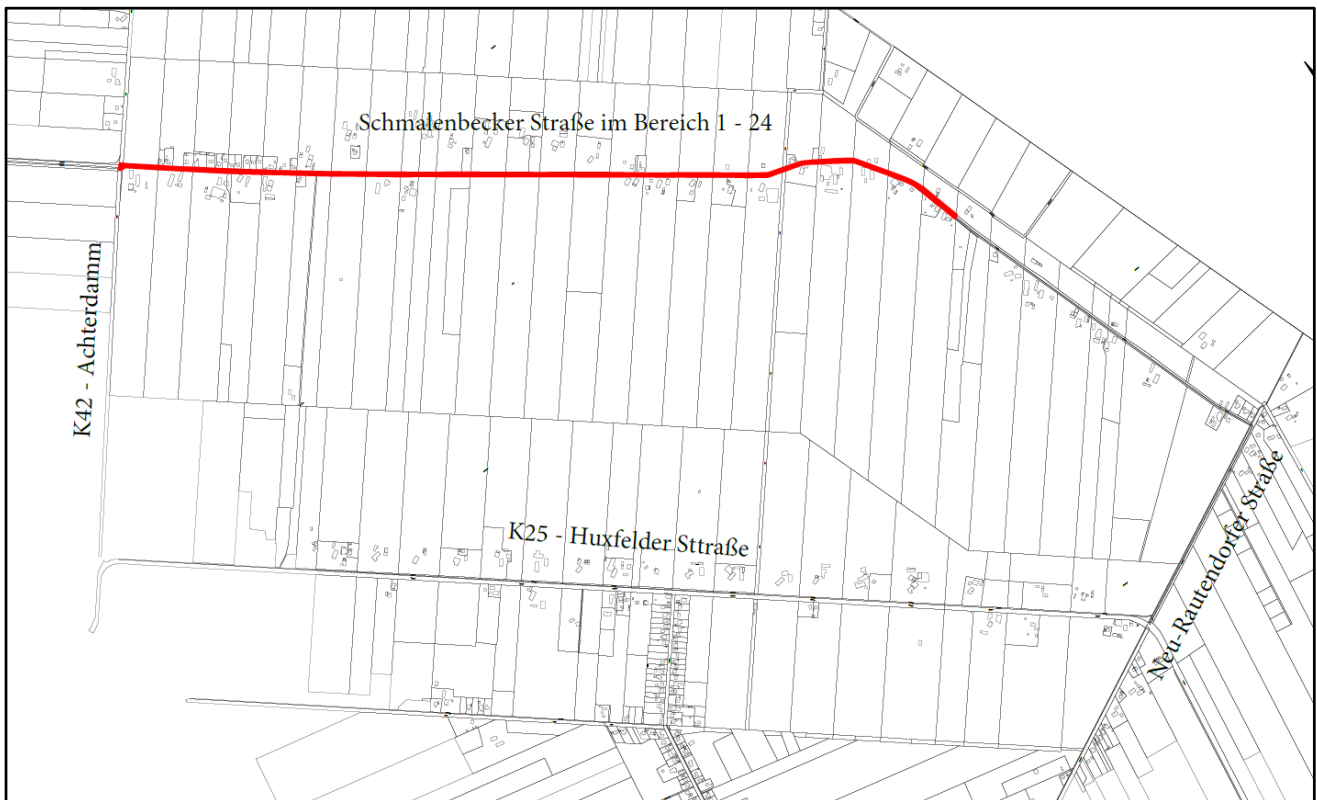 Schmalenbecker Straße im Bereich 1 - 24
K42 - Achterdamm
K25 - Huxfelder Sttraße
Neu-Rautendorfer Straße